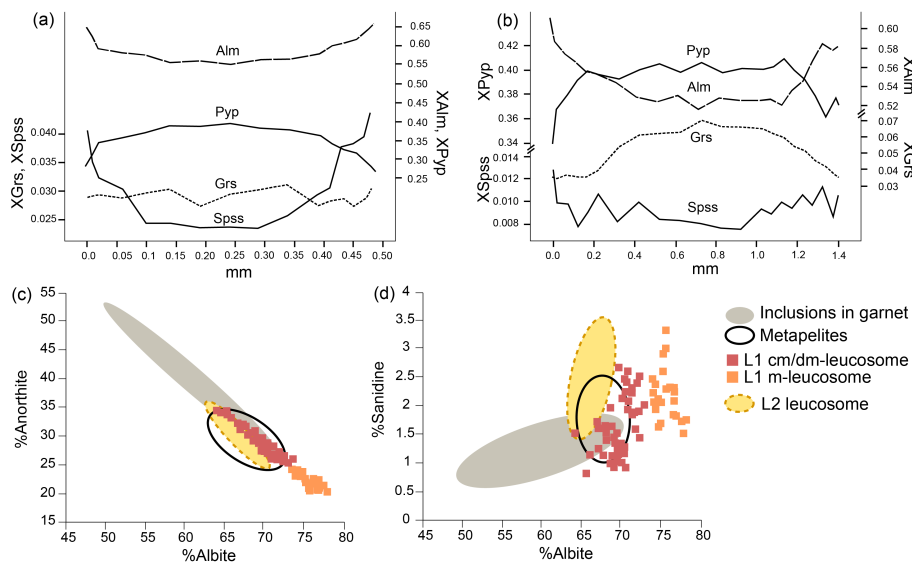 (a)
Alm
Pyp
Grs
Spss
XGrs, XSpss
0.040
0.035
0.030
0.025
XAlm, XPyp
0.65
0.60
0.55
0.50
0.45
0.40
0.35
0.30
0.25
0.0 0.05 0.10 0.15 0.20 0.25 0.30 0.35 0.40 0.45 0.50
mm
(b)
Pyp
Alm
Grs
Spss
XPyp
0.42
0.40
0.38
0.36
0.34
XSpss
0.014
0.012
0.010
0.008
XAlm
0.60
0.58
0.56
0.54
0.52
XGrs
0.07
0.06
0.05
0.04
0.03
0.0 0.2 0.4 0.6 0.8 1.0 1.2 1.4
mm
(c)
%Anorthite
55
50
45
40
35
30
25
20
15
45 50 55 60 65 70 75 80
%Albite
(d)
%Sanidine
4
3.5
3
2.5
2
1.5
1
0.5
0
45 50 55 60 65 70 75 80
%Albite
Inclusions in garnet
Metapelites
L1 cm/dm-leucosome
L1 m-leucosome
L2 leucosome